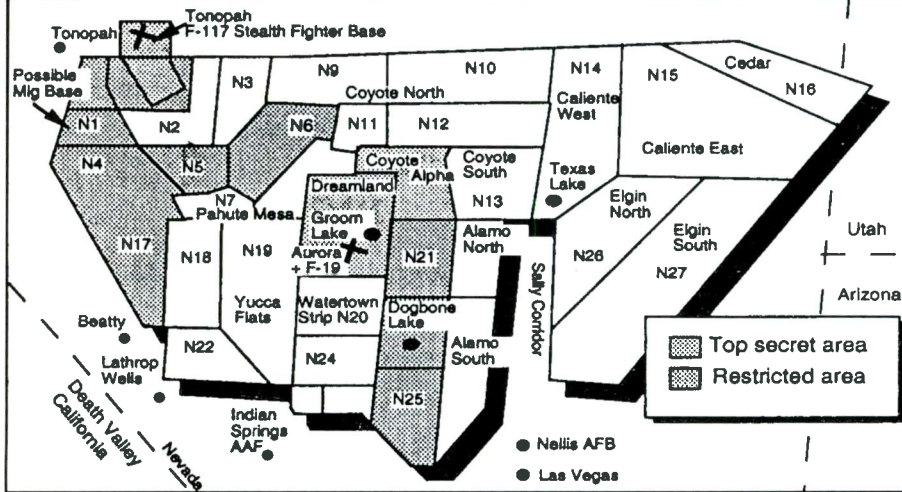 Tonopah
F-117 Stealth Fighter Base
Tonopah
Possible
Mig Base
N1
N2
N3
N9
Coyote North
N10
N14
Caliente
West
N15
Cedar
N16
N4
N5
N6
N11
N12
Caliente East
Coyote
Alpha
Coyote
South
N13
Texas
Lake
Elgin
North
N7
Pahute Mesa
Dreamland
Groom
Lake
Aurora
+ F-19
N17
N18
N19
Yucca
Flats
N21
Alamo
North
Sally Corridor
N26
Elgin
South
N27
Utah
Arizona
Watertown
Strip N20
Dogbone
Lake
Alamo
South
Beatty
Lathrop
Wells
N22
N24
N25
Indian
Springs
AAF
Death Valley
California
Nevada
Nellis AFB
Las Vegas
Top secret area
Restricted area